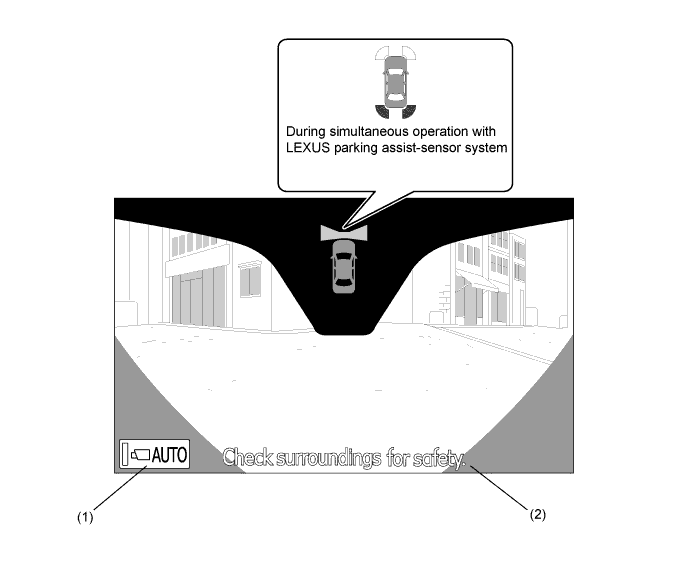 During simultaneous operation with
LEXUS parking assist-sensor system
AUTO
Check surroundings for safety.
(1)
(2)